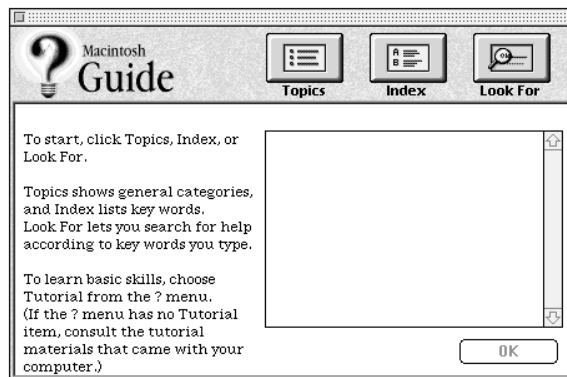 Macintosh
Guide
Topics
Index
Look For
To start, click Topics, Index, or
Look For.
Topics shows general categories,
and Index lists key words.
Look For lets you search for help
according to key words you type.
To learn basic skills, choose
Tutorial from the ? menu.
(If the ? menu has no Tutorial
item, consult the tutorial
materials that came with your
computer.)
OK